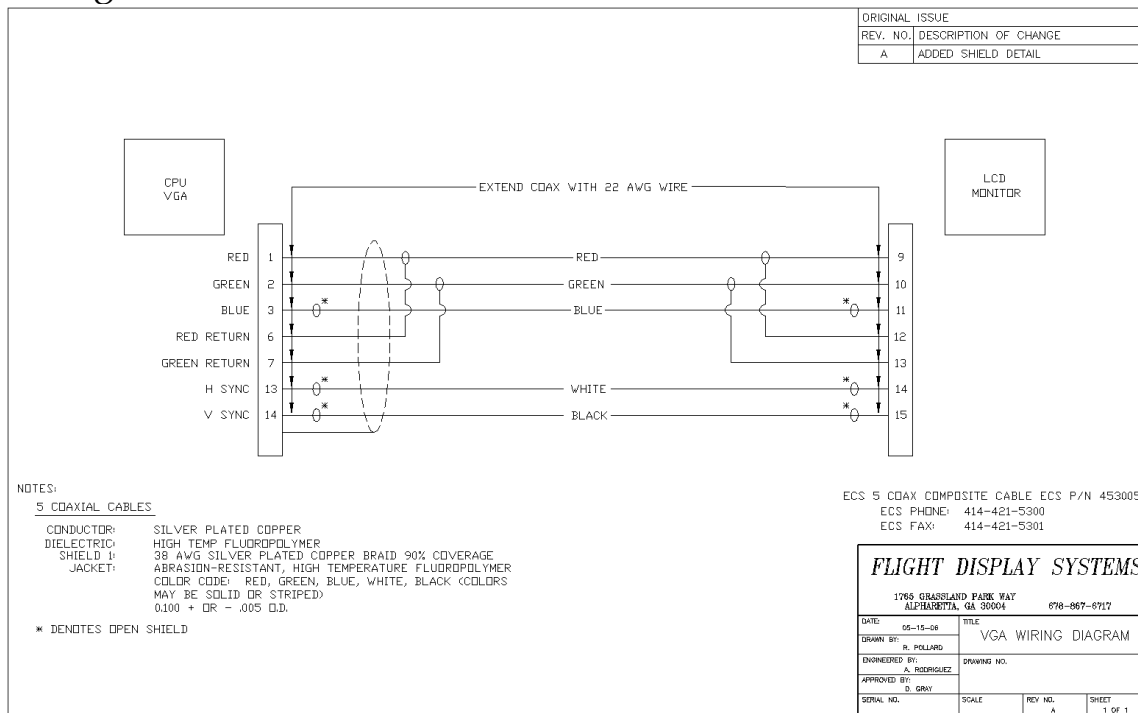 ORIGINAL ISSUE
REV. NO. DESCRIPTION OF CHANGE
A ADDED SHIELD DETAIL
CPU
VGA
LCD
MONITOR
EXTEND COAX WITH 22 AWG WIRE
RED 1 RED 9
GREEN 2 GREEN 10
BLUE 3 * BLUE * 11
RED RETURN 6 12
GREEN RETURN 7 13
H SYNC 13 * WHITE * 14
V SYNC 14 * BLACK * 15
NOTES:
5 COAXIAL CABLES
CONDUCTOR: SILVER PLATED COPPER
DIELECTRIC: HIGH TEMP FLUOROPOLYMER
SHIELD 1: 38 AWG SILVER PLATED COPPER BRAID 90% COVERAGE
JACKET: ABRASION-RESISTANT, HIGH TEMPERATURE FLUOROPOLYMER
COLOR CODE: RED, GREEN, BLUE, WHITE, BLACK (COLORS
MAY BE SOLID OR STRIPED)
0.100 + OR - .005 O.D.
* DENOTES OPEN SHIELD
ECS 5 COAX COMPOSITE CABLE ECS P/N 453005
ECS PHONE: 414-421-5300
ECS FAX: 414-421-5301
FLIGHT DISPLAY SYSTEMS
1765 GRASSLAND PARK WAY
ALPHARETTA, GA 30004 678-867-6717
DATE: 05-15-06
TITLE
VGA WIRING DIAGRAM
DRAWN BY:
R. POLLARD
ENGINEERED BY:
A. RODRIGUEZ
DRAWING NO.
APPROVED BY:
D. GRAY
SERIAL NO. SCALE REV NO. SHEET
A 1 OF 1